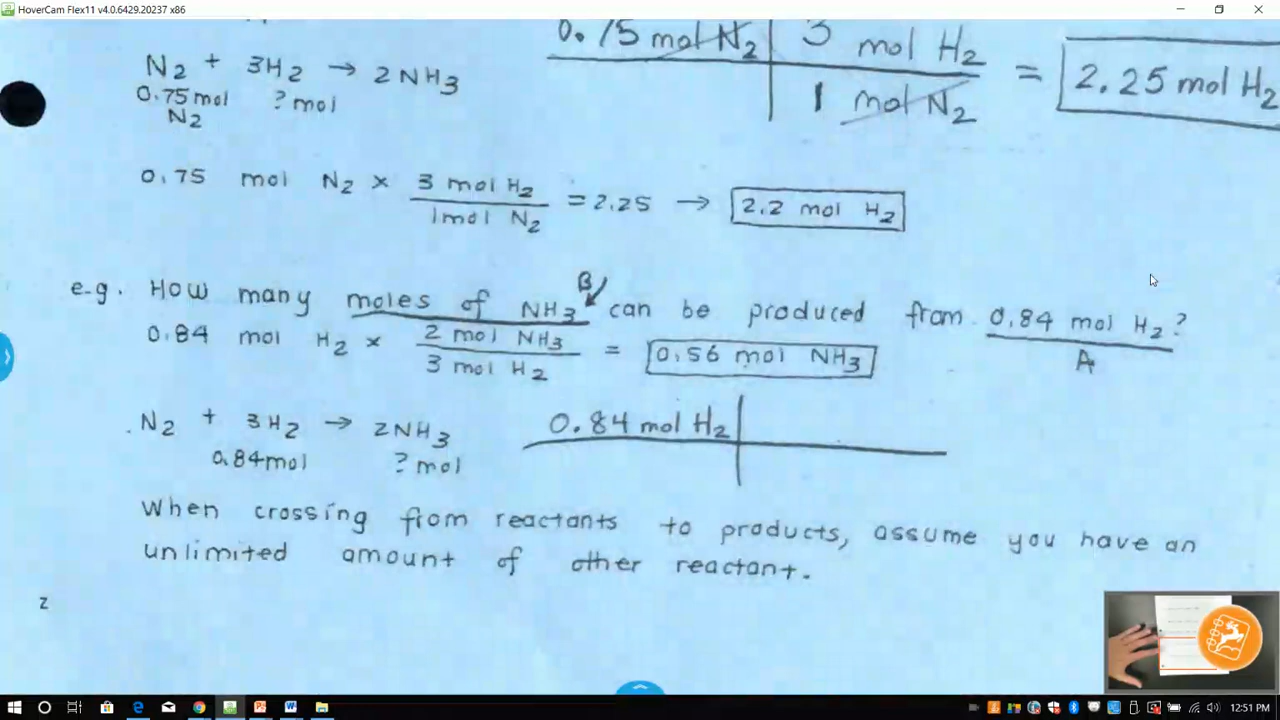 HoverCam Flex11 v4.0.6429.20237 x86
0.75 mol N2 3 mol H2
1 mol N2
= 2.25 mol H2
N2 + 3H2 → 2NH3
0.75 mol ? mol
N2
0.75 mol N2 × 3 mol H2 = 2.25 → 2.2 mol H2
1 mol N2
B
e.g. How many moles of NH3 can be produced from 0.84 mol H2?
A
0.84 mol H2 × 2 mol NH3 = 0.56 mol NH3
3 mol H2
N2 + 3H2 → 2NH3
0.84 mol ? mol
0.84 mol H2
When crossing from reactants to products, assume you have an
unlimited amount of other reactant.
2
12:51 PM